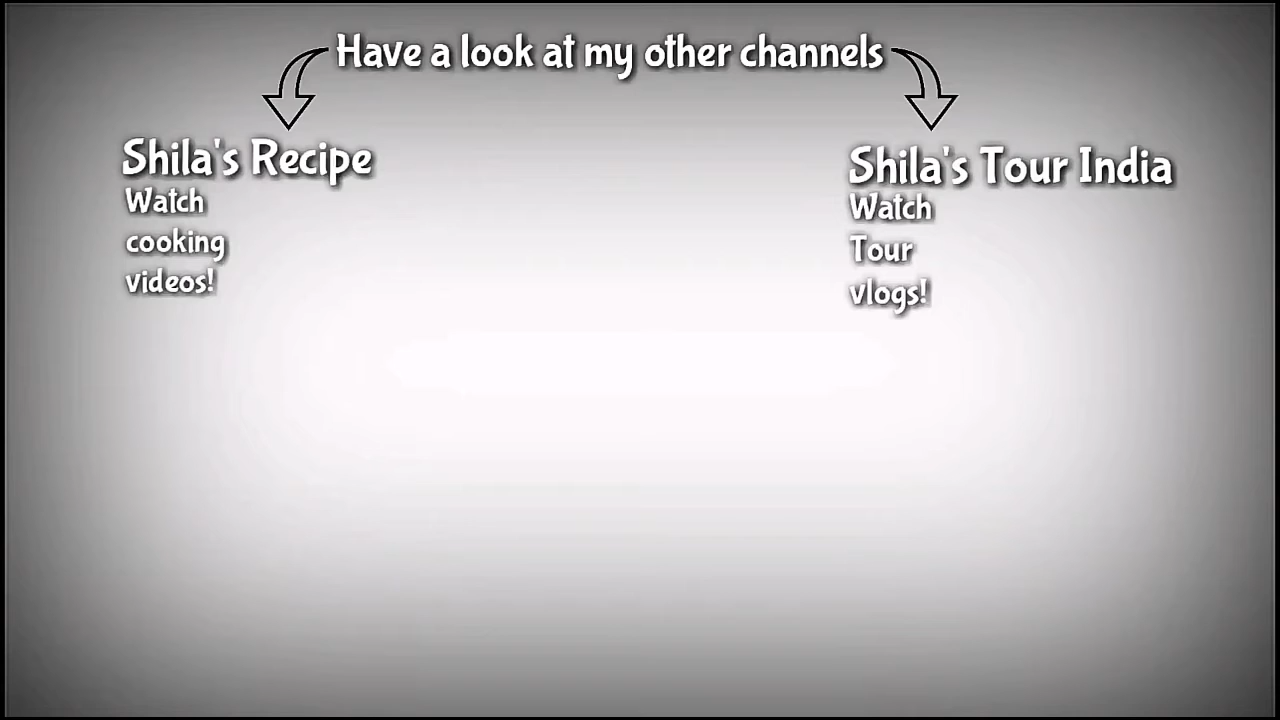 Have a look at my other channels
Shila's Recipe
Watch
cooking
videos!
Shila's Tour India
Watch
Tour
vlogs!